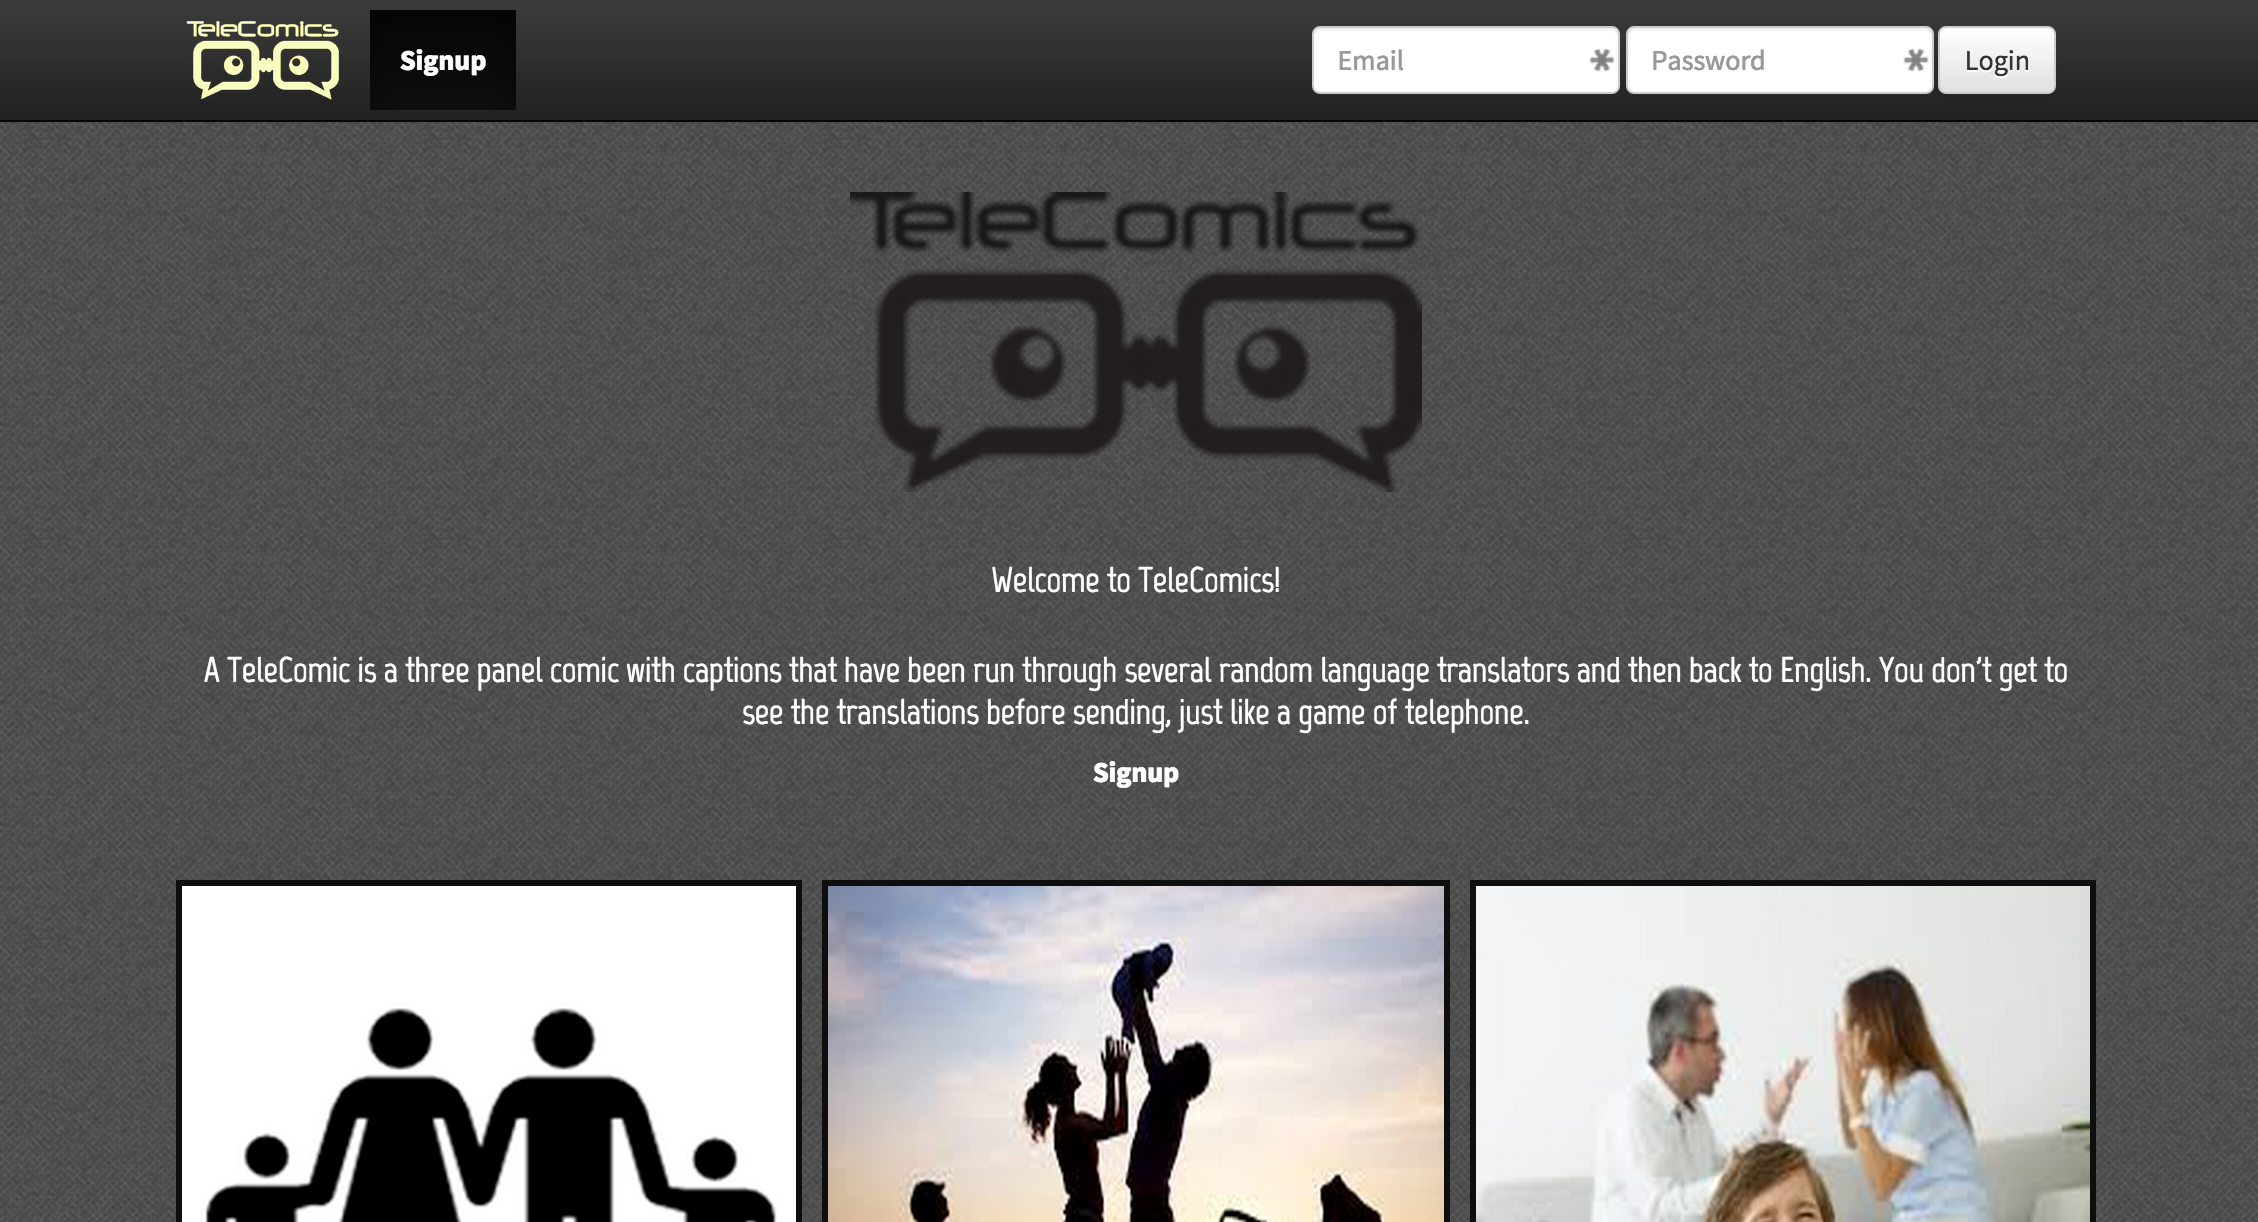 TeleComics
Signup
Email
Password
Login
TeleComics
Welcome to TeleComics!
A TeleComic is a three panel comic with captions that have been run through several random language translators and then back to English. You don't get to
see the translations before sending, just like a game of telephone.
Signup